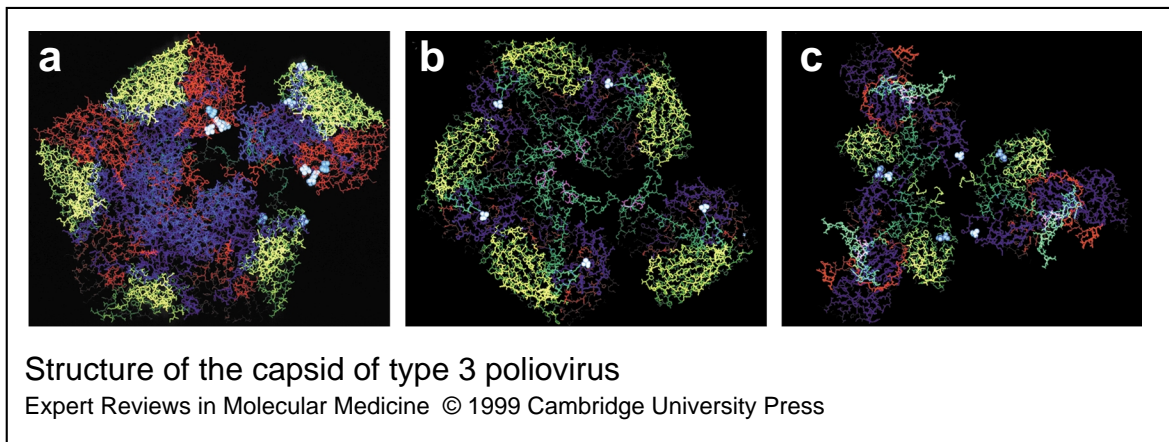 a
b
c
Structure of the capsid of type 3 poliovirus
Expert Reviews in Molecular Medicine © 1999 Cambridge University Press